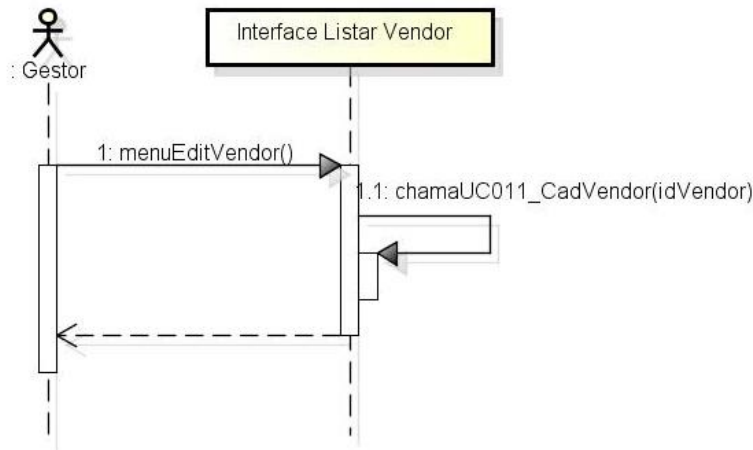 Interface Listar Vendor
: Gestor
1: menuEditVendor()
1.1: chamaUC011_CadVendor(idVendor)